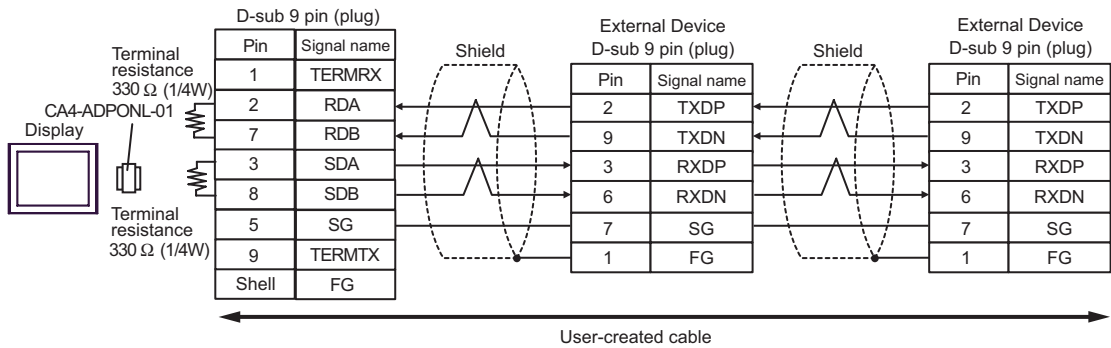 D-sub 9 pin (plug)
Pin Signal name
1 TERMRX
2 RDA
7 RDB
3 SDA
8 SDB
5 SG
9 TERMTX
Shell FG
Terminal
resistance
330 Ω (1/4W)
CA4-ADPONL-01
Display
Terminal
resistance
330 Ω (1/4W)
Shield
External Device
D-sub 9 pin (plug)
Pin Signal name
2 TXDP
9 TXDN
3 RXDP
6 RXDN
7 SG
1 FG
Shield
External Device
D-sub 9 pin (plug)
Pin Signal name
2 TXDP
9 TXDN
3 RXDP
6 RXDN
7 SG
1 FG
User-created cable